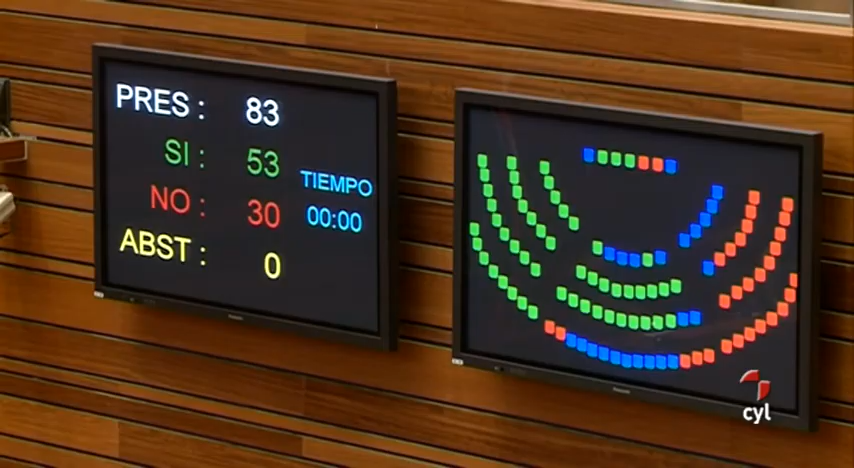 PRES : 83
SI : 53
NO : 30
ABST : 0
TIEMPO
00:00
cyl